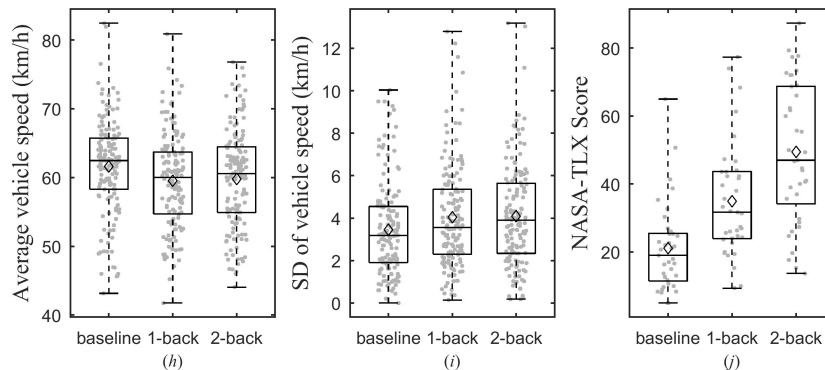 Average vehicle speed (km/h)
80
70
60
50
40
baseline 1-back 2-back
(h)
SD of vehicle speed (km/h)
12
10
8
6
4
2
0
baseline 1-back 2-back
(i)
NASA-TLX Score
80
60
40
20
baseline 1-back 2-back
(j)